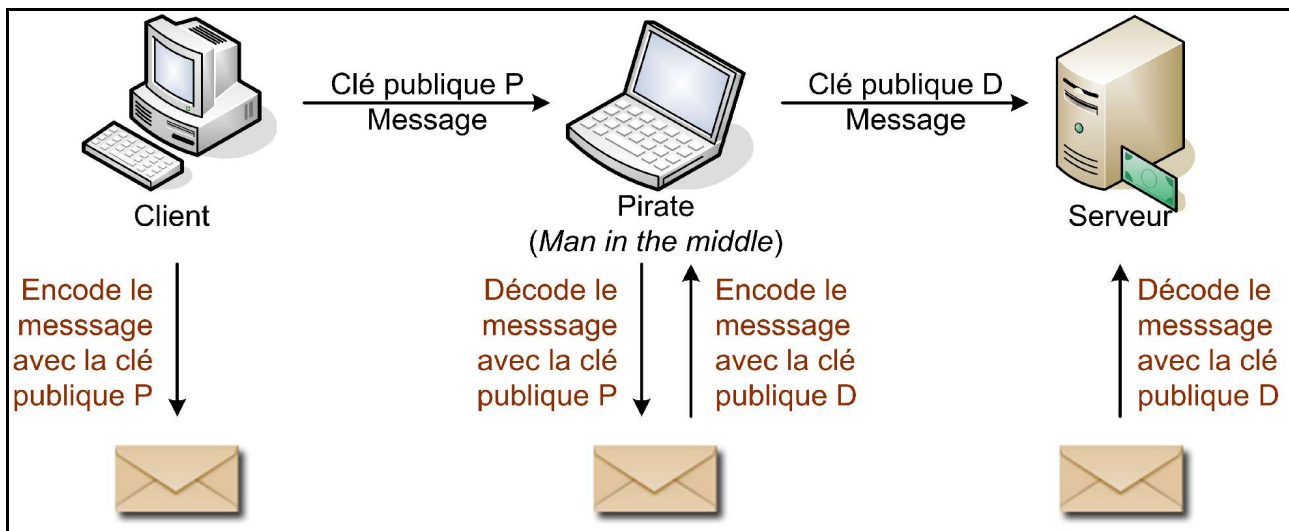 Clé publique P
Message
Clé publique D
Message
Client
Pirate
(Man in the middle)
Serveur
Encode le
messsage
avec la clé
publique P
Décode le
messsage
avec la clé
publique P
Encode le
messsage
avec la clé
publique D
Décode le
messsage
avec la clé
publique D